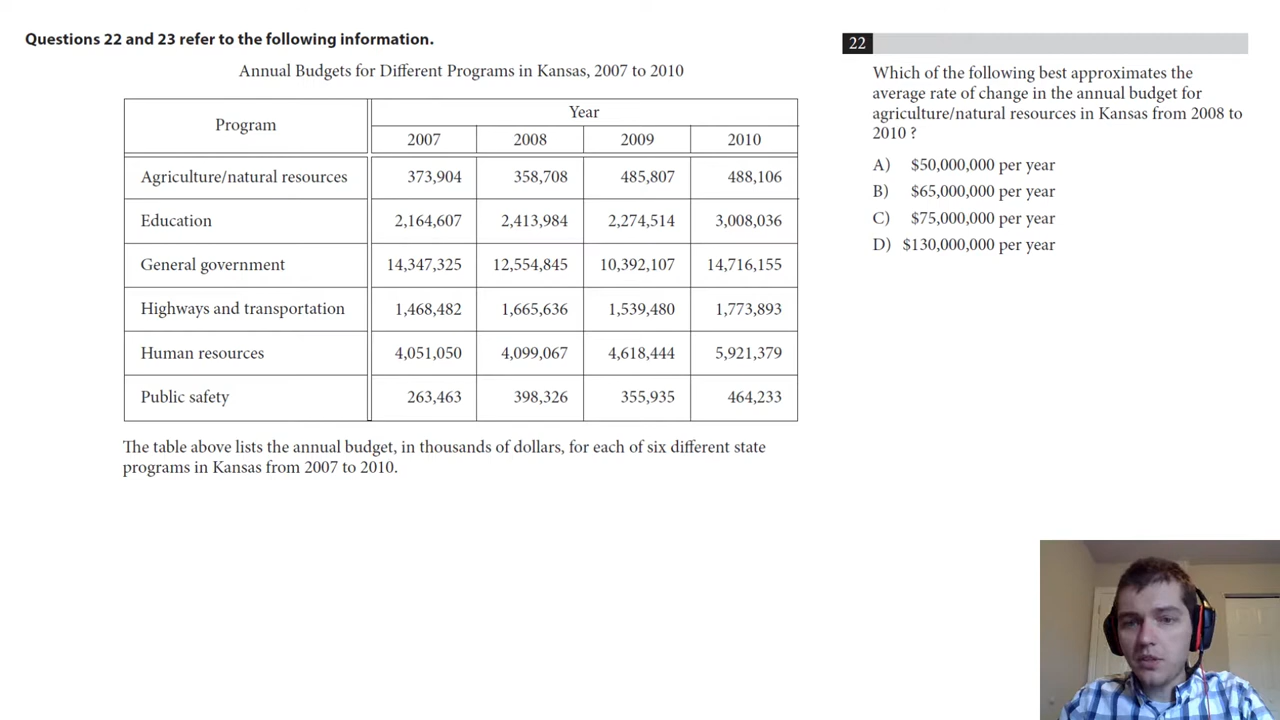 Questions 22 and 23 refer to the following information.
Annual Budgets for Different Programs in Kansas, 2007 to 2010
Program
Year
2007 2008 2009 2010
Agriculture/natural resources 373,904 358,708 485,807 488,106
Education 2,164,607 2,413,984 2,274,514 3,008,036
General government 14,347,325 12,554,845 10,392,107 14,716,155
Highways and transportation 1,468,482 1,665,636 1,539,480 1,773,893
Human resources 4,051,050 4,099,067 4,618,444 5,921,379
Public safety 263,463 398,326 355,935 464,233
The table above lists the annual budget, in thousands of dollars, for each of six different state
programs in Kansas from 2007 to 2010.
22
Which of the following best approximates the
average rate of change in the annual budget for
agriculture/natural resources in Kansas from 2008 to
2010 ?
A) $50,000,000 per year
B) $65,000,000 per year
C) $75,000,000 per year
D) $130,000,000 per year